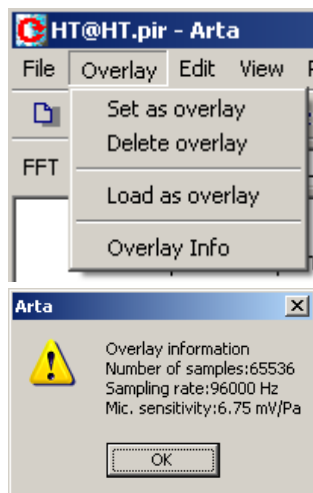 HT@HT.pir - Arta
File Overlay Edit View
Set as overlay
Delete overlay
FFT
Load as overlay
Overlay Info
Arta
Overlay information
Number of samples:65536
Sampling rate:96000 Hz
Mic. sensitivity:6.75 mV/Pa
OK